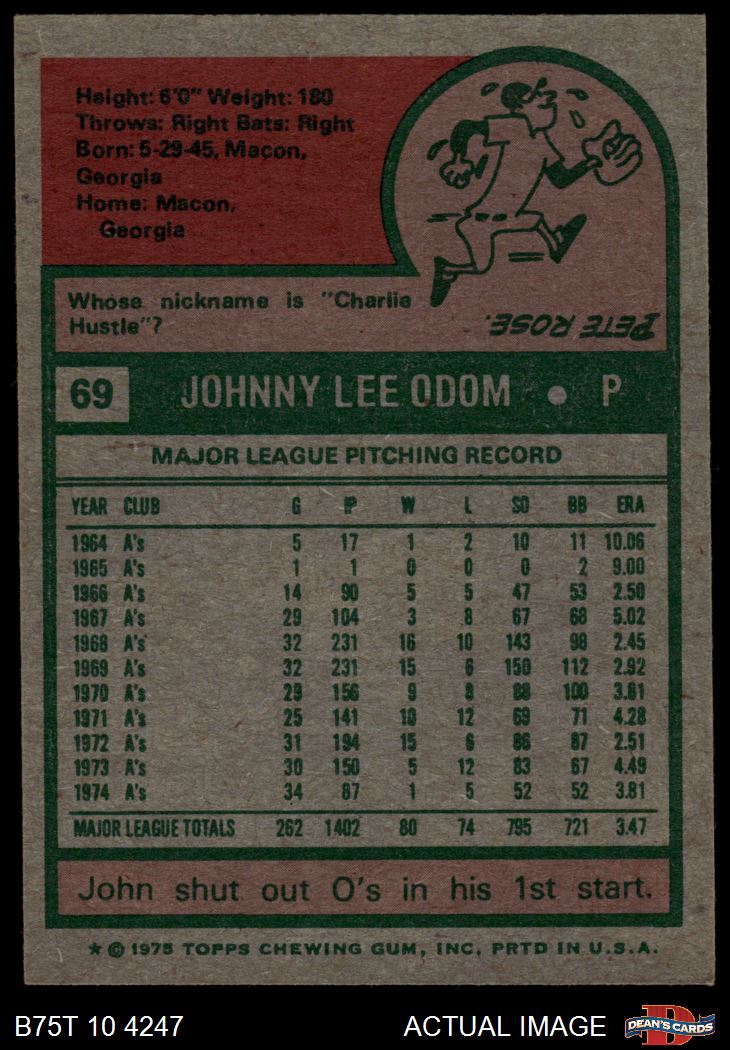 Height: 6'0" Weight: 180
Throws: Right Bats: Right
Born: 5-29-45, Macon,
Georgia
Home: Macon,
Georgia
Whose nickname is "Charlie
Hustle"?
PETE ROSE.
69 JOHNNY LEE ODOM • P
MAJOR LEAGUE PITCHING RECORD
YEAR CLUB G IP W L SO BB ERA
1964 A's 5 17 1 2 10 11 10.06
1965 A's 1 1 0 0 0 2 9.00
1966 A's 14 90 5 5 47 53 2.50
1967 A's 29 104 3 8 67 68 5.02
1968 A's 32 231 16 10 143 98 2.45
1969 A's 32 231 15 6 150 112 2.92
1970 A's 29 156 9 8 88 100 3.81
1971 A's 25 141 10 12 69 71 4.28
1972 A's 31 194 15 6 86 87 2.51
1973 A's 30 150 5 12 83 67 4.49
1974 A's 34 87 1 5 52 52 3.81
MAJOR LEAGUE TOTALS 262 1402 80 74 795 721 3.47
John shut out O's in his 1st start.
* © 1975 TOPPS CHEWING GUM, INC. PRTD IN U.S.A.
B75T 10 4247 ACTUAL IMAGE D DEAN'S CARDS